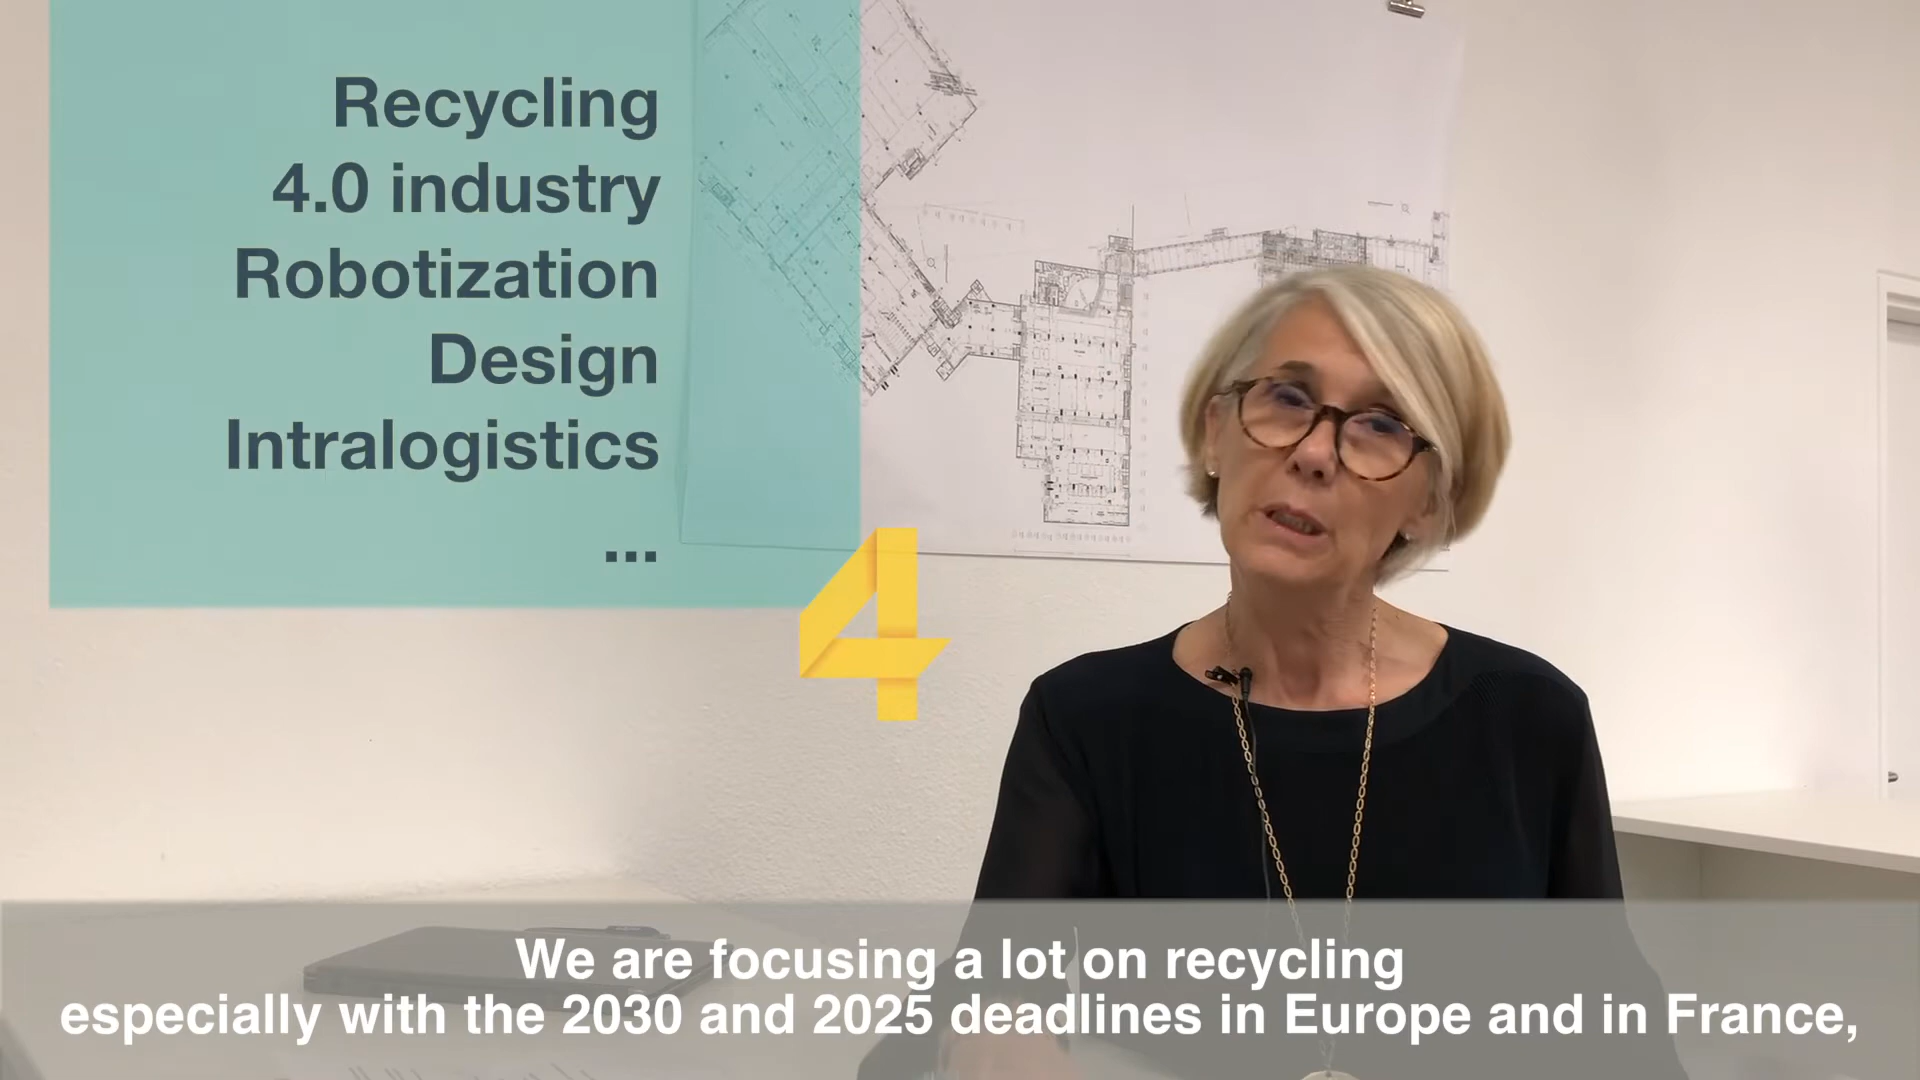 Recycling
4.0 industry
Robotization
Design
Intralogistics
...
4
We are focusing a lot on recycling
especially with the 2030 and 2025 deadlines in Europe and in France,